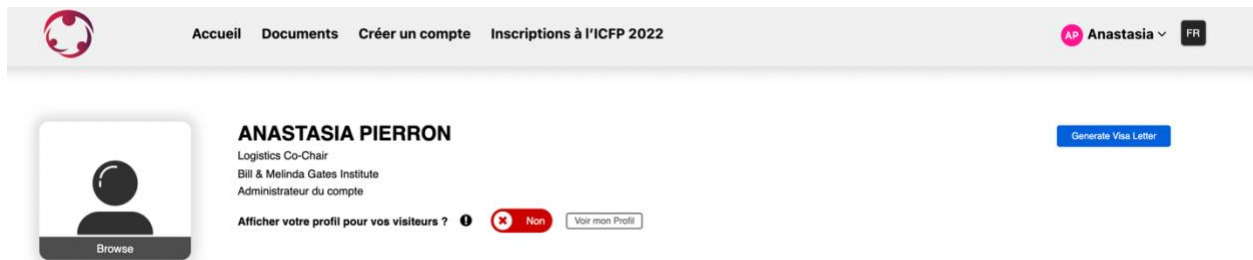 Accueil Documents Créer un compte Inscriptions à l'ICFP 2022 AP Anastasia FR
ANASTASIA PIERRON
Generate Visa Letter
Logistics Co-Chair
Bill & Melinda Gates Institute
Administrateur du compte
Afficher votre profil pour vos visiteurs ? Non Voir mon Profil
Browse